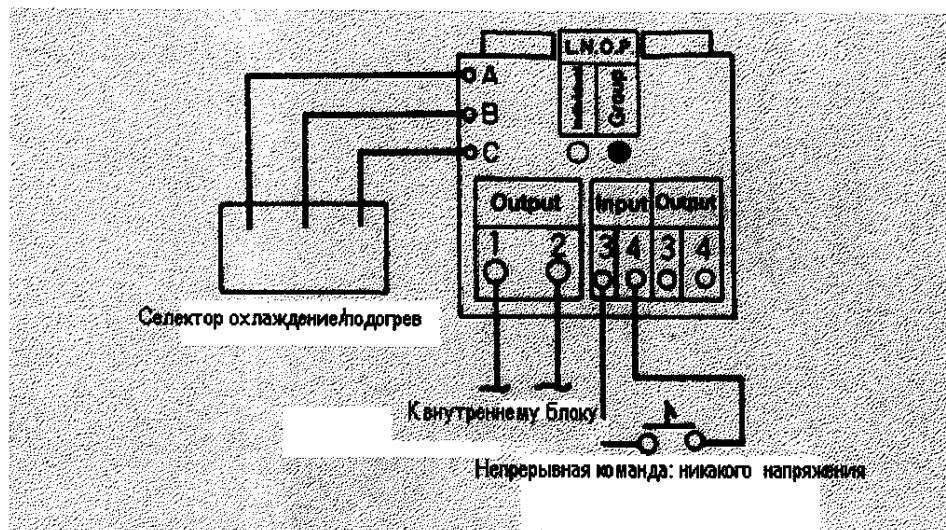 L.N.O.P.
Group
A
B
C
Output
Input
Output
1
2
3
4
3
4
Селектор охлаждение/подогрев
К внутреннему блоку
Непрерывная команда: никакого напряжения